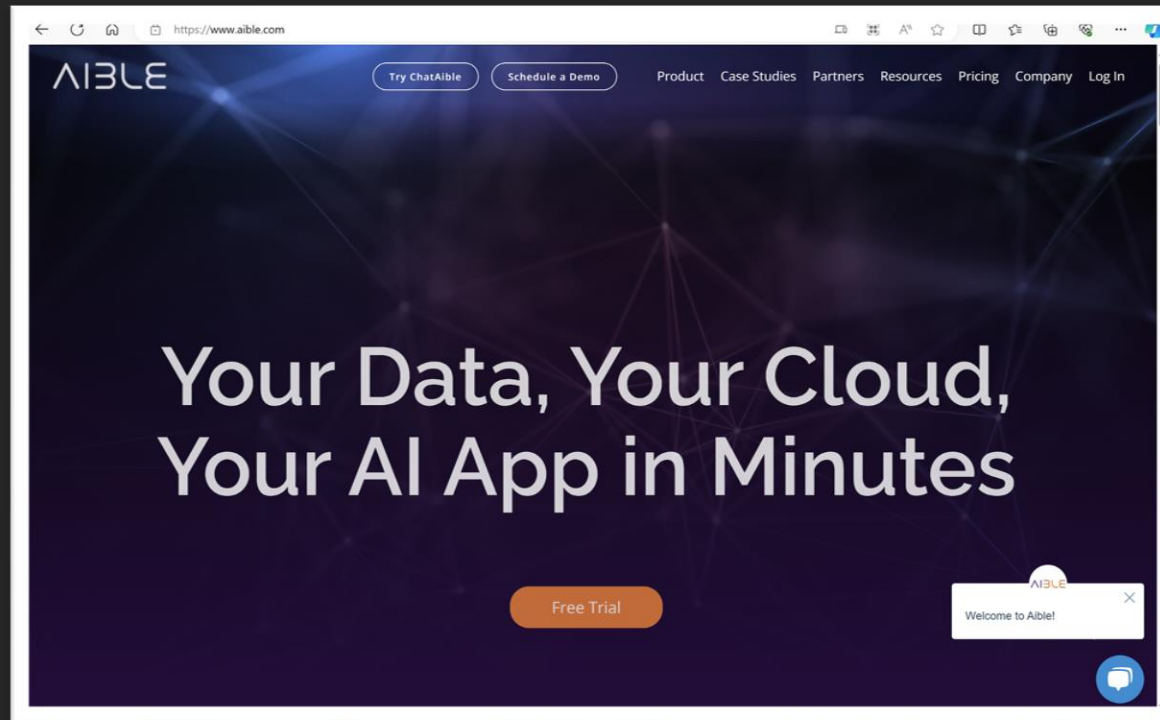 https://www.aible.com
AIBLE
Try ChatAible
Schedule a Demo
Product Case Studies Partners Resources Pricing Company Log In
Your Data, Your Cloud,
Your AI App in Minutes
Free Trial
AIBLE
Welcome to Aible!